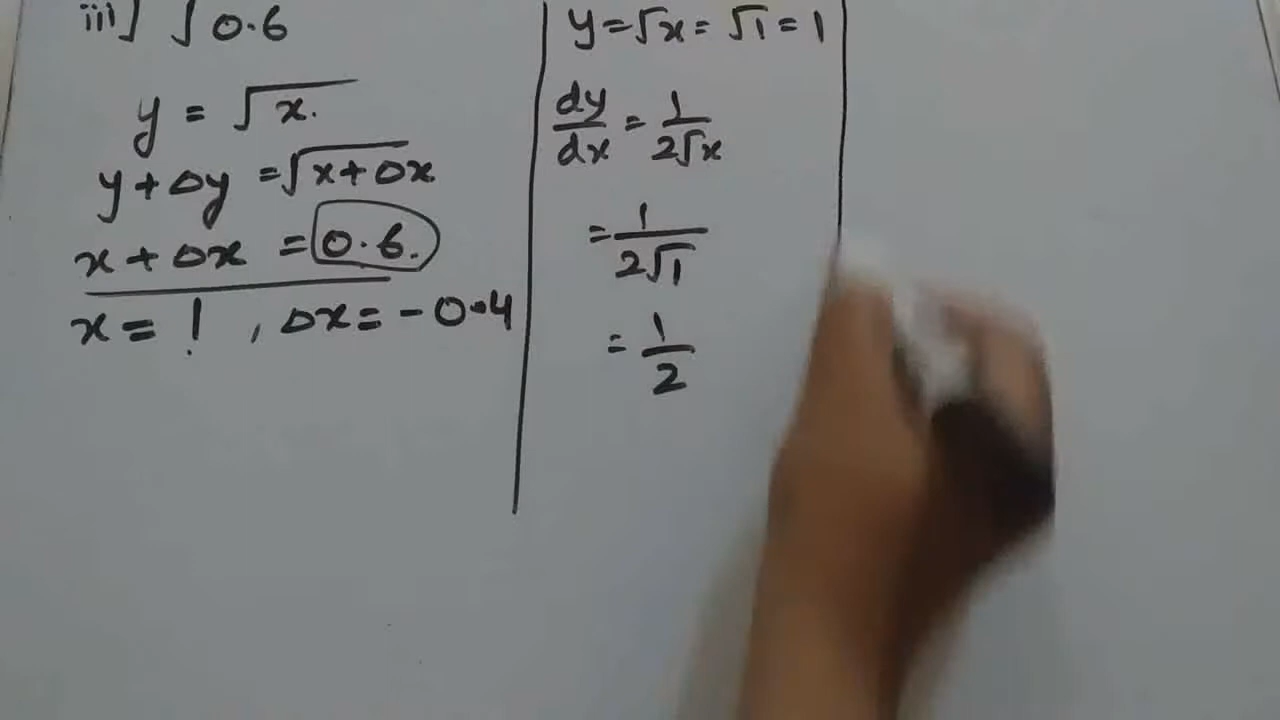 iii] √0.6
y = √x.
y + Δy = √x + Δx
x + Δx = 0.6.
x = 1 , Δx = -0.4
y = √x = √1 = 1
dy/dx = 1/2√x
= 1/2√1
= 1/2